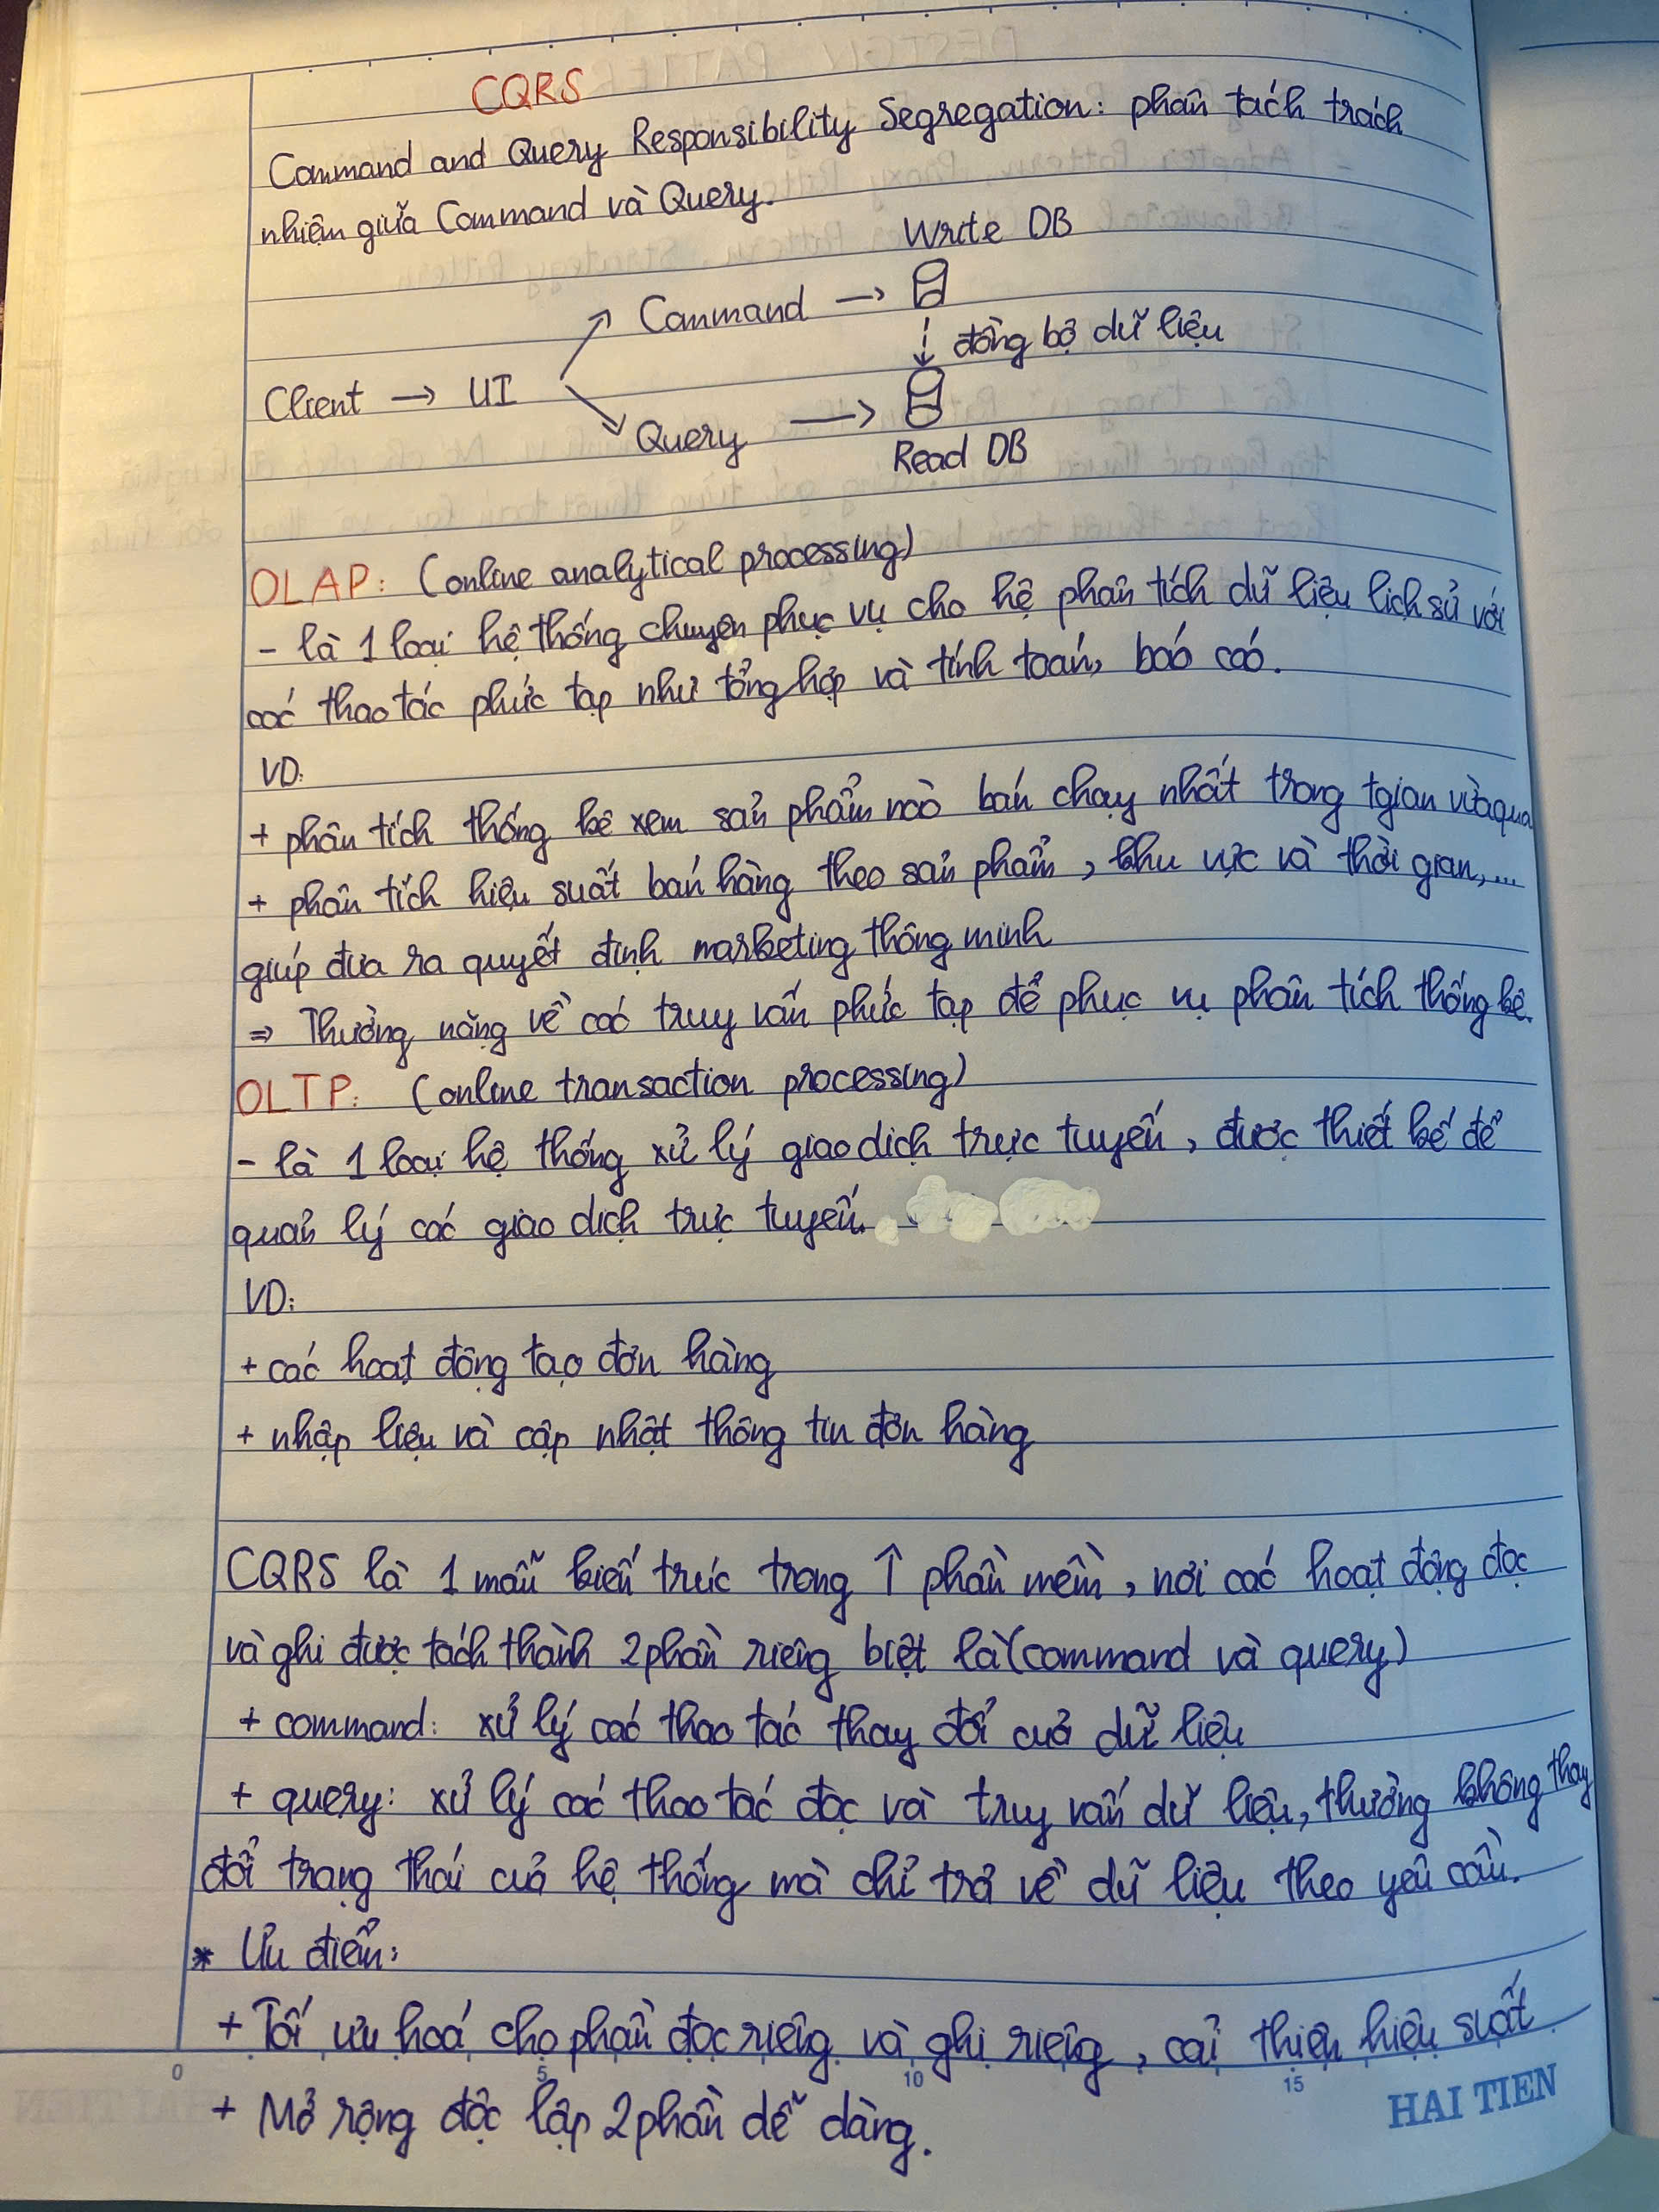 CQRS
Command and Query Responsibility Segregation: phân tách trách
nhiệm giữa Command và Query.
Write DB
Command →
đồng bộ dữ liệu
Client → UI
Query →
Read DB
OLAP: (online analytical processing)
- là 1 loại hệ thống chuyên phục vụ cho hệ phân tích dữ liệu lịch sử với
các thao tác phức tạp như tổng hợp và tính toán, báo cáo.
VD:
+ phân tích thống kê xem sản phẩm nào bán chạy nhất trong tgian vừa qua
+ phân tích hiệu suất bán hàng theo sản phẩm, khu vực và thời gian,...
giúp đưa ra quyết định marketing thông minh
⇒ Thường nặng về các truy vấn phức tạp để phục vụ phân tích thống kê.
OLTP: (online transaction processing)
- là 1 loại hệ thống xử lý giao dịch trực tuyến, được thiết kế để
quản lý các giao dịch trực tuyến.
VD:
+ các hoạt động tạo đơn hàng
+ nhập liệu và cập nhật thông tin đơn hàng
CQRS là 1 mẫu kiến trúc trong ↑ phần mềm, nơi các hoạt động đọc
và ghi được tách thành 2 phần riêng biệt là (command và query)
+ command: xử lý các thao tác thay đổi của dữ liệu
+ query: xử lý các thao tác đọc và truy vấn dữ liệu, thường không thay
đổi trạng thái của hệ thống mà chỉ trả về dữ liệu theo yêu cầu.
* Ưu điểm:
+ Tối ưu hoá cho phần đọc riêng và ghi riêng, cải thiện hiệu suất
0 5 10 15
HAI TIEN
+ Mở rộng độc lập 2 phần dễ dàng.